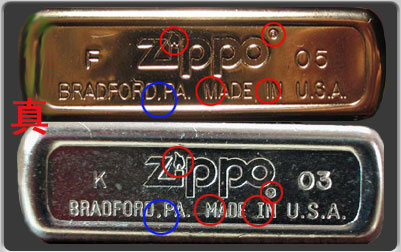 F zippo® 05
BRADFORD, PA. MADE IN U.S.A.
真
K zippo® 03
BRADFORD, PA. MADE IN U.S.A.